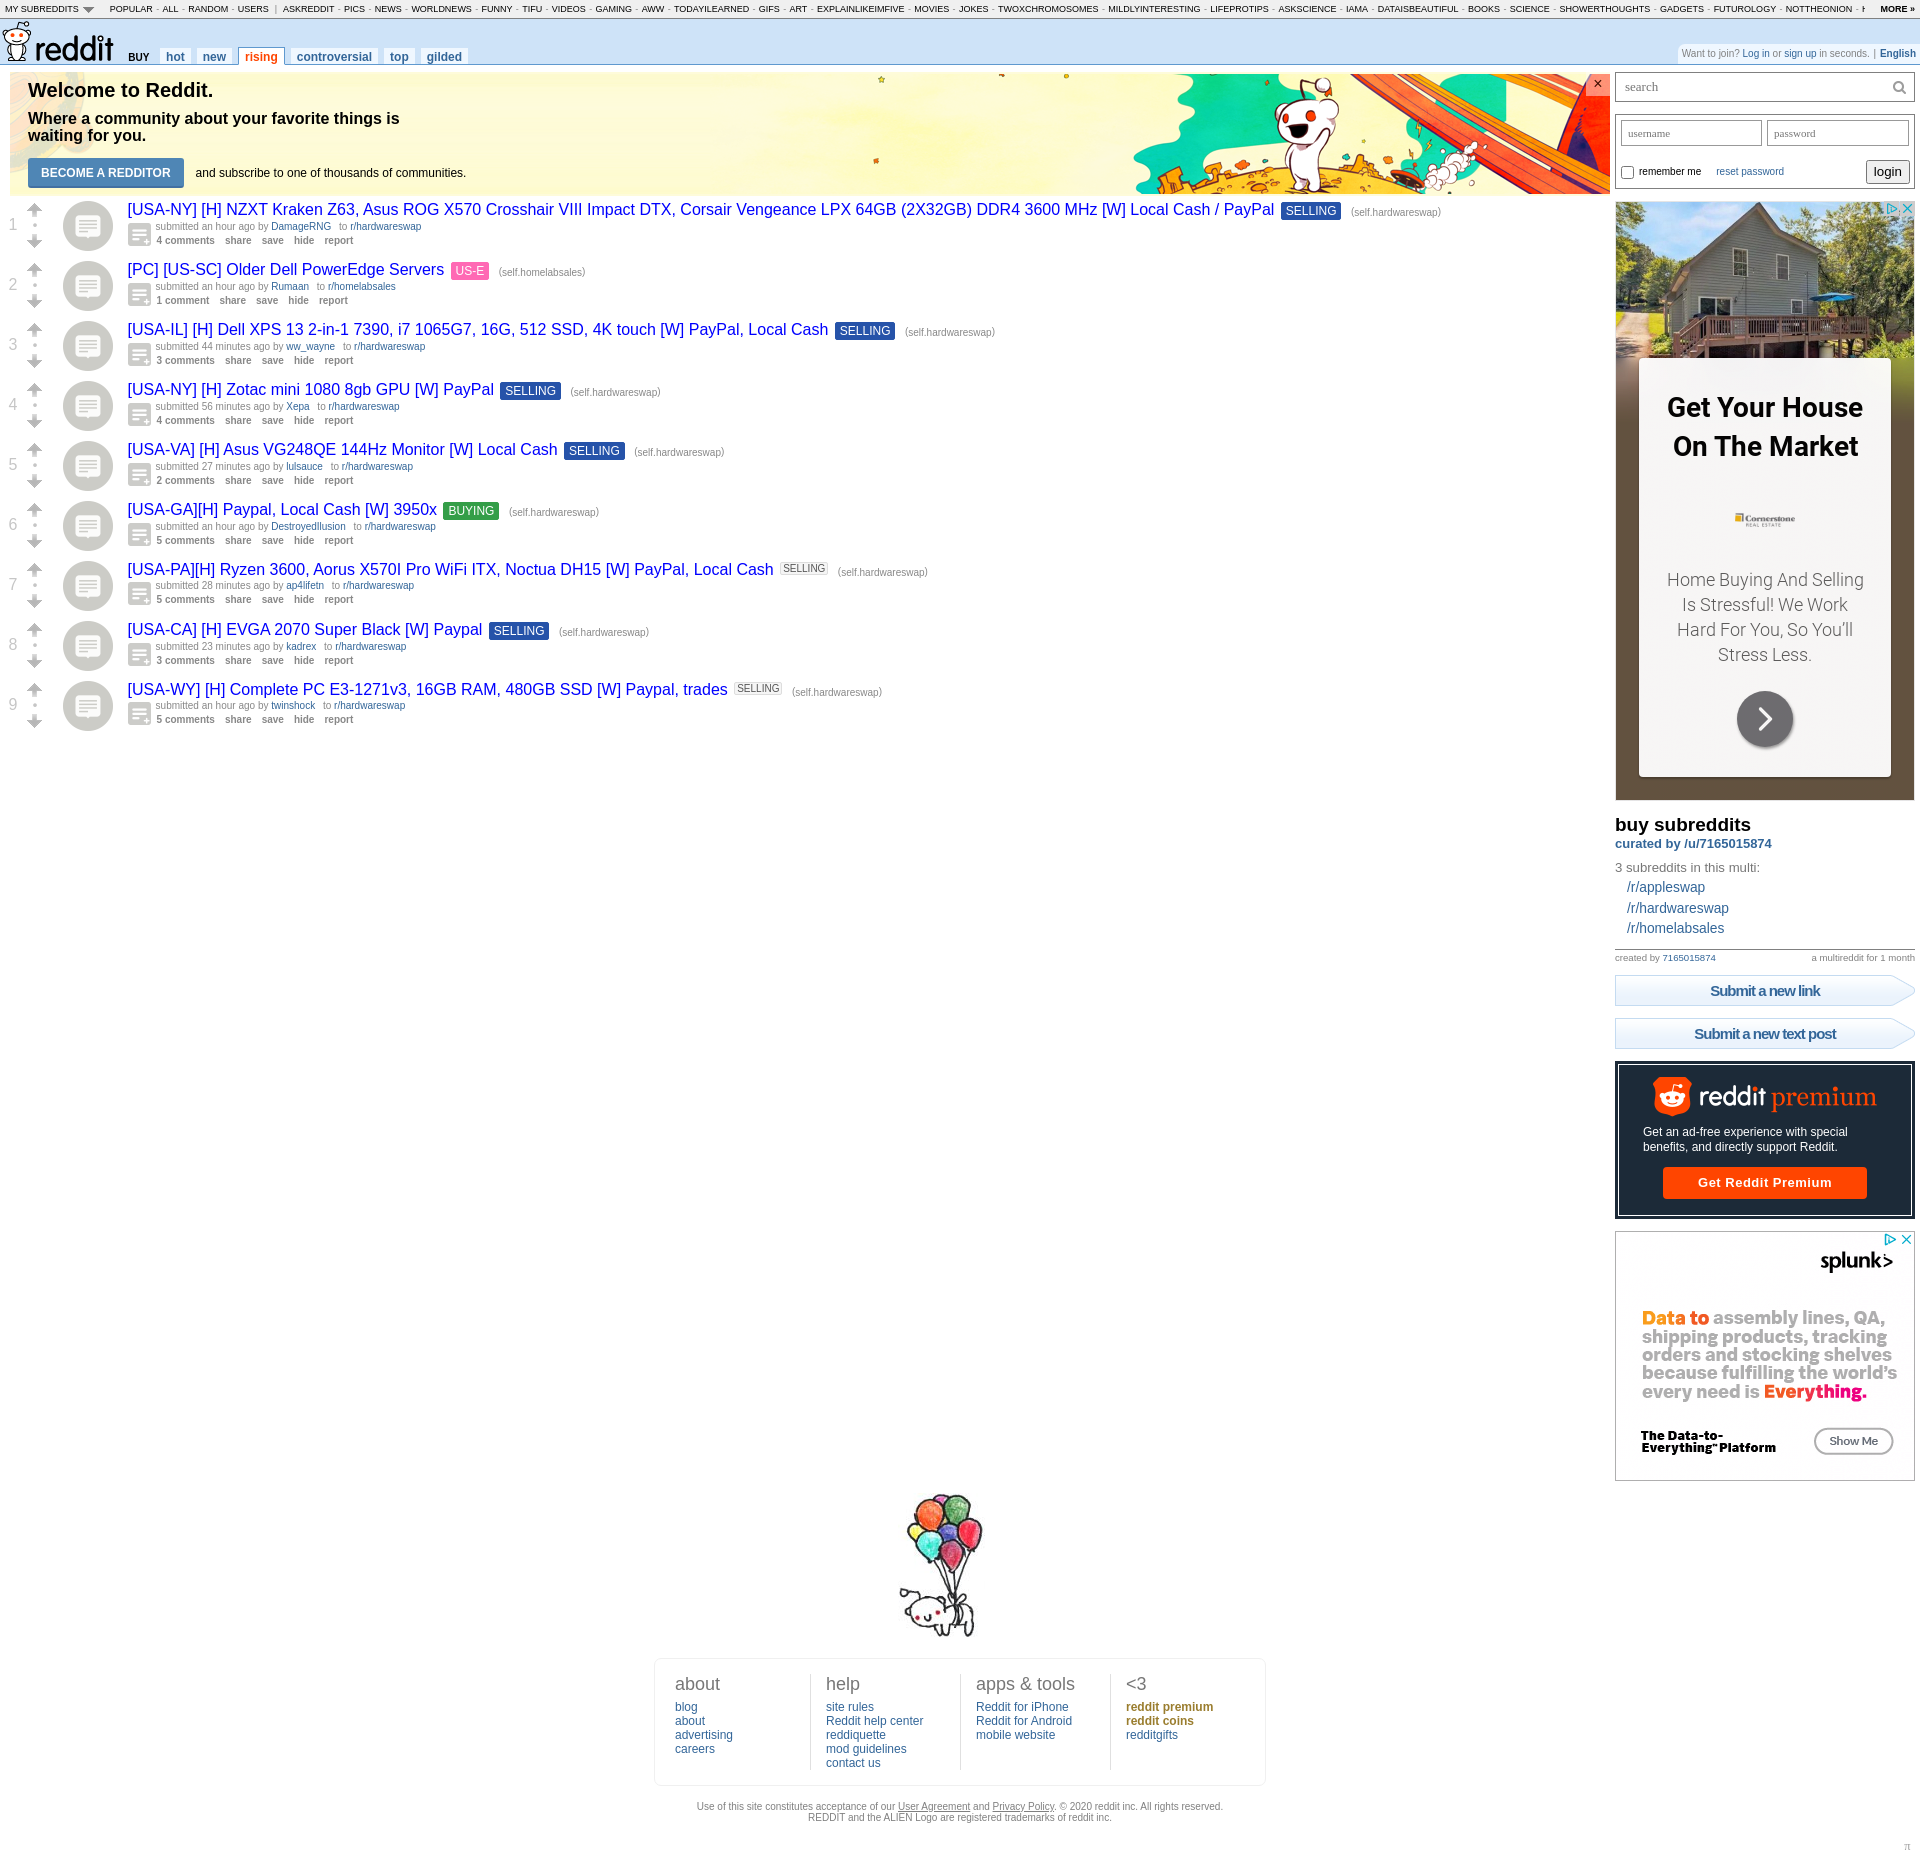 MY SUBREDDITS POPULAR - ALL - RANDOM - USERS | ASKREDDIT - PICS - NEWS - WORLDNEWS - FUNNY - TIFU - VIDEOS - GAMING - AWW - TODAYILEARNED - GIFS - ART - EXPLAINLIKEIMFIVE - MOVIES - JOKES - TWOXCHROMOSOMES - MILDLYINTERESTING - LIFEPROTIPS - ASKSCIENCE - IAMA - DATAISBEAUTIFUL - BOOKS - SCIENCE - SHOWERTHOUGHTS - GADGETS - FUTUROLOGY - NOTTHEONION - MORE »
reddit BUY hot new rising controversial top gilded
Want to join? Log in or sign up in seconds. | English
Welcome to Reddit.
Where a community about your favorite things is
waiting for you.
BECOME A REDDITOR and subscribe to one of thousands of communities.
×
1
[USA-NY] [H] NZXT Kraken Z63, Asus ROG X570 Crosshair VIII Impact DTX, Corsair Vengeance LPX 64GB (2X32GB) DDR4 3600 MHz [W] Local Cash / PayPal SELLING (self.hardwareswap)
submitted an hour ago by DamageRNG to r/hardwareswap
4 comments share save hide report
2
[PC] [US-SC] Older Dell PowerEdge Servers US-E (self.homelabsales)
submitted an hour ago by Rumaan to r/homelabsales
1 comment share save hide report
3
[USA-IL] [H] Dell XPS 13 2-in-1 7390, i7 1065G7, 16G, 512 SSD, 4K touch [W] PayPal, Local Cash SELLING (self.hardwareswap)
submitted 44 minutes ago by ww_wayne to r/hardwareswap
3 comments share save hide report
4
[USA-NY] [H] Zotac mini 1080 8gb GPU [W] PayPal SELLING (self.hardwareswap)
submitted 56 minutes ago by Xepa to r/hardwareswap
4 comments share save hide report
5
[USA-VA] [H] Asus VG248QE 144Hz Monitor [W] Local Cash SELLING (self.hardwareswap)
submitted 27 minutes ago by lulsauce to r/hardwareswap
2 comments share save hide report
6
[USA-GA][H] Paypal, Local Cash [W] 3950x BUYING (self.hardwareswap)
submitted an hour ago by DestroyedIlusion to r/hardwareswap
5 comments share save hide report
7
[USA-PA][H] Ryzen 3600, Aorus X570I Pro WiFi ITX, Noctua DH15 [W] PayPal, Local Cash SELLING (self.hardwareswap)
submitted 28 minutes ago by ap4lifetn to r/hardwareswap
5 comments share save hide report
8
[USA-CA] [H] EVGA 2070 Super Black [W] Paypal SELLING (self.hardwareswap)
submitted 23 minutes ago by kadrex to r/hardwareswap
3 comments share save hide report
9
[USA-WY] [H] Complete PC E3-1271v3, 16GB RAM, 480GB SSD [W] Paypal, trades SELLING (self.hardwareswap)
submitted an hour ago by twinshock to r/hardwareswap
5 comments share save hide report
search
username password
remember me reset password login
Get Your House
On The Market
Cornerstone
REAL ESTATE
Home Buying And Selling
Is Stressful! We Work
Hard For You, So You'll
Stress Less.
buy subreddits
curated by /u/7165015874
3 subreddits in this multi:
/r/appleswap
/r/hardwareswap
/r/homelabsales
created by 7165015874 a multireddit for 1 month
Submit a new link
Submit a new text post
reddit premium
Get an ad-free experience with special
benefits, and directly support Reddit.
Get Reddit Premium
splunk>
Data to assembly lines, QA,
shipping products, tracking
orders and stocking shelves
because fulfilling the world's
every need is Everything.
The Data-to-
Everything™ Platform
Show Me
about
blog
about
advertising
careers
help
site rules
Reddit help center
reddiquette
mod guidelines
contact us
apps & tools
Reddit for iPhone
Reddit for Android
mobile website
<3
reddit premium
reddit coins
redditgifts
Use of this site constitutes acceptance of our User Agreement and Privacy Policy. © 2020 reddit inc. All rights reserved.
REDDIT and the ALIEN Logo are registered trademarks of reddit inc.
π